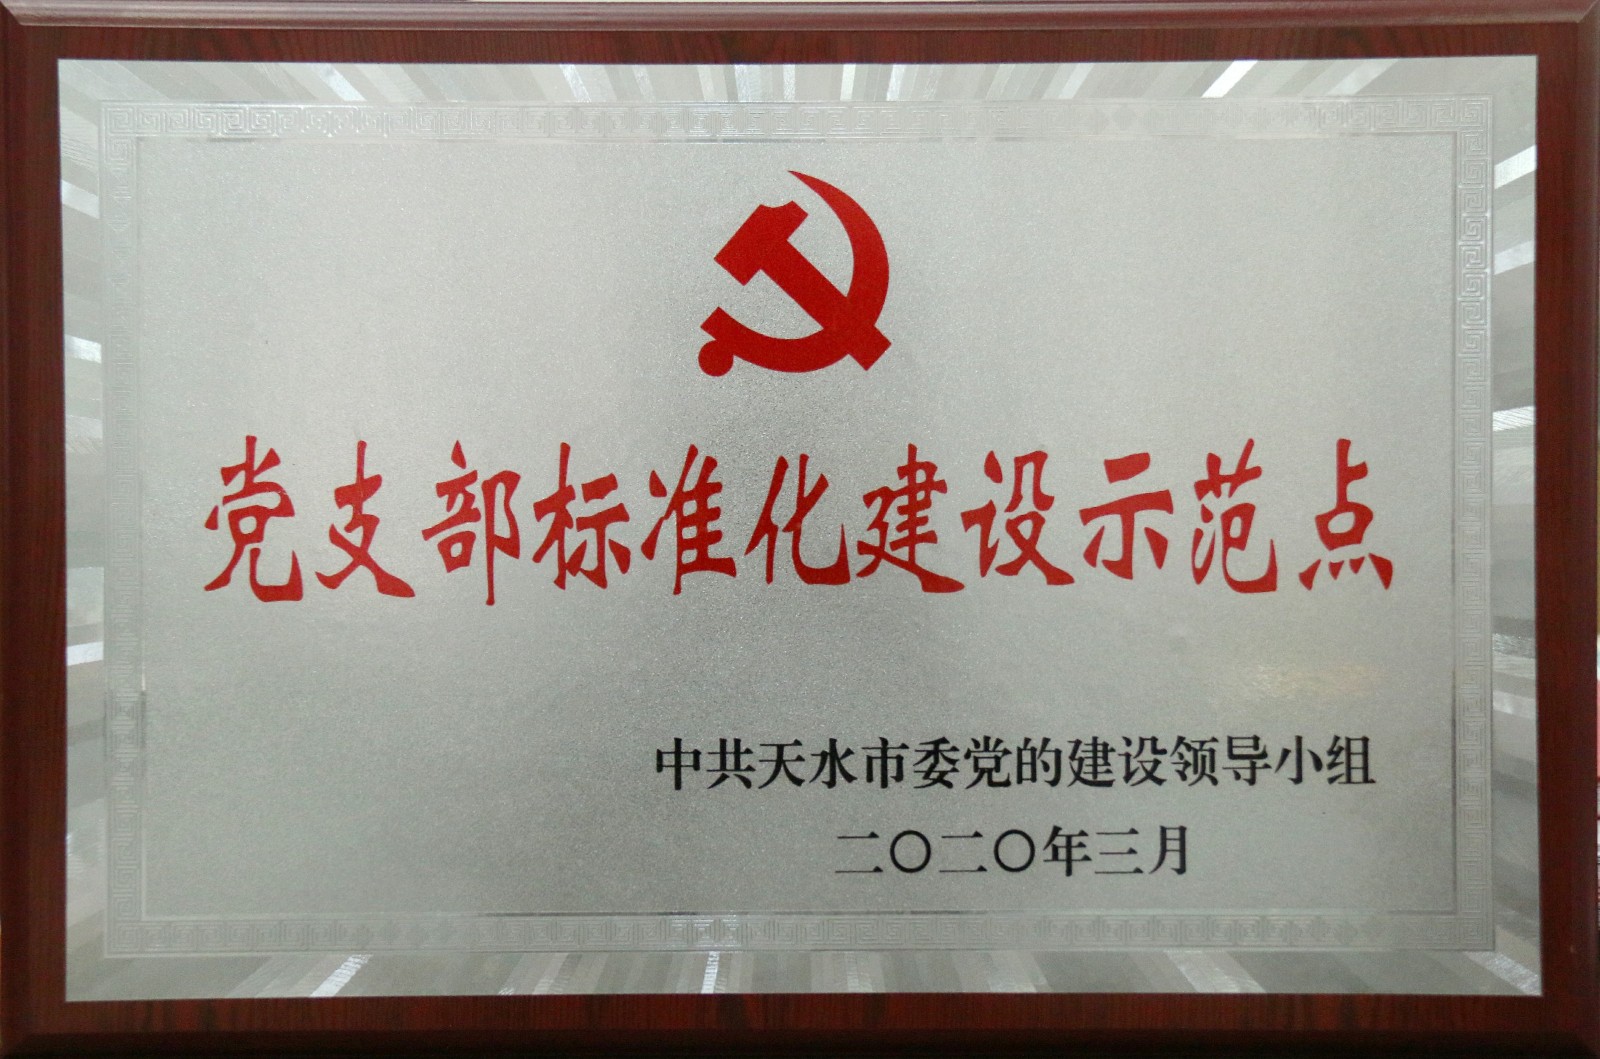 党支部标准化建设示范点
中共天水市委党的建设领导小组
二〇二〇年三月